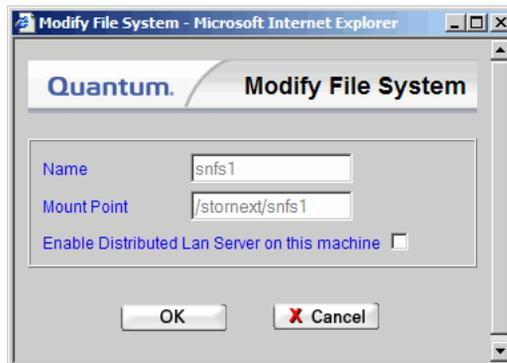 Modify File System - Microsoft Internet Explorer
Quantum. Modify File System
Name snfs1
Mount Point /stornext/snfs1
Enable Distributed Lan Server on this machine
OK X Cancel